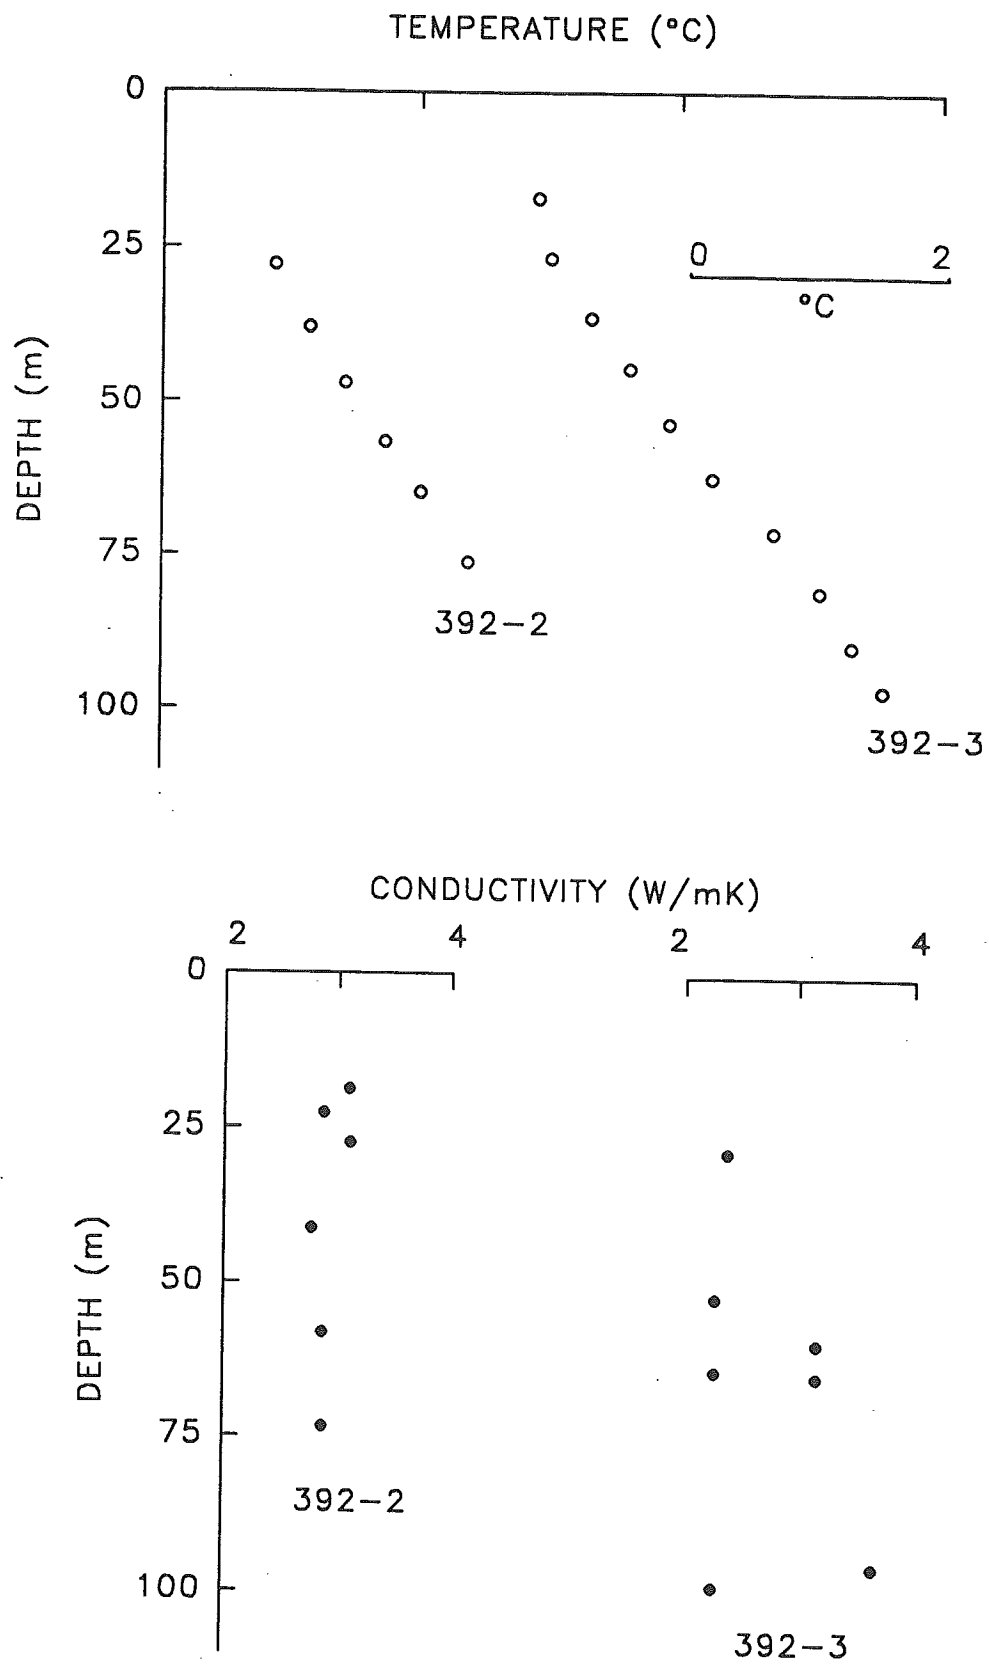 TEMPERATURE (°C)
0
25
0 2
°C
50
DEPTH (m)
75
392-2
100
392-3
CONDUCTIVITY (W/mK)
2 4 2 4
0
25
50
DEPTH (m)
75
392-2
100
392-3